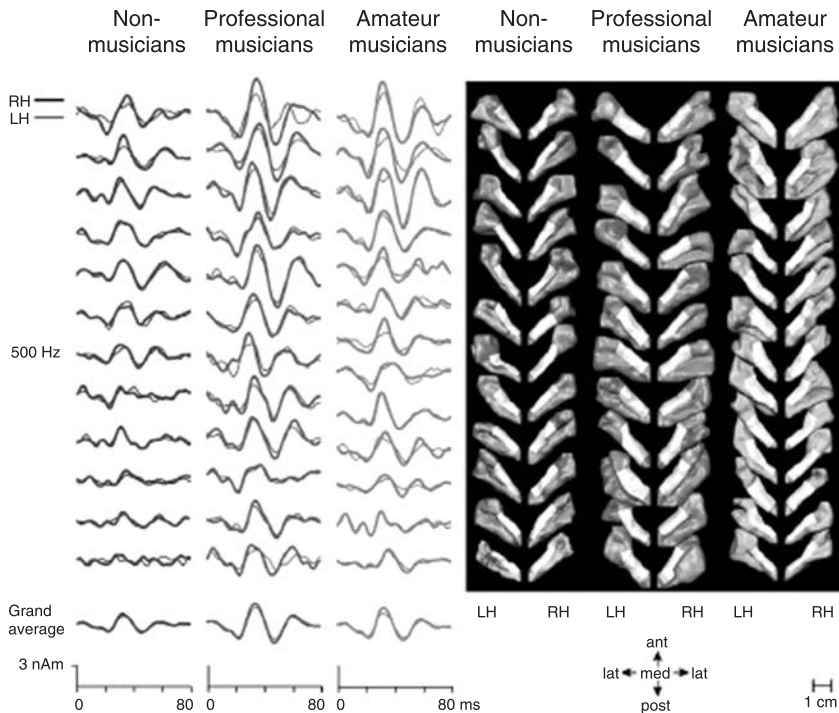 Non-
musicians
Professional
musicians
Amateur
musicians
Non-
musicians
Professional
musicians
Amateur
musicians
RH
LH
500 Hz
Grand
average
LH RH LH RH LH RH
3 nAm
ant
lat med lat
post
0 80 0 80 0 80 ms
1 cm